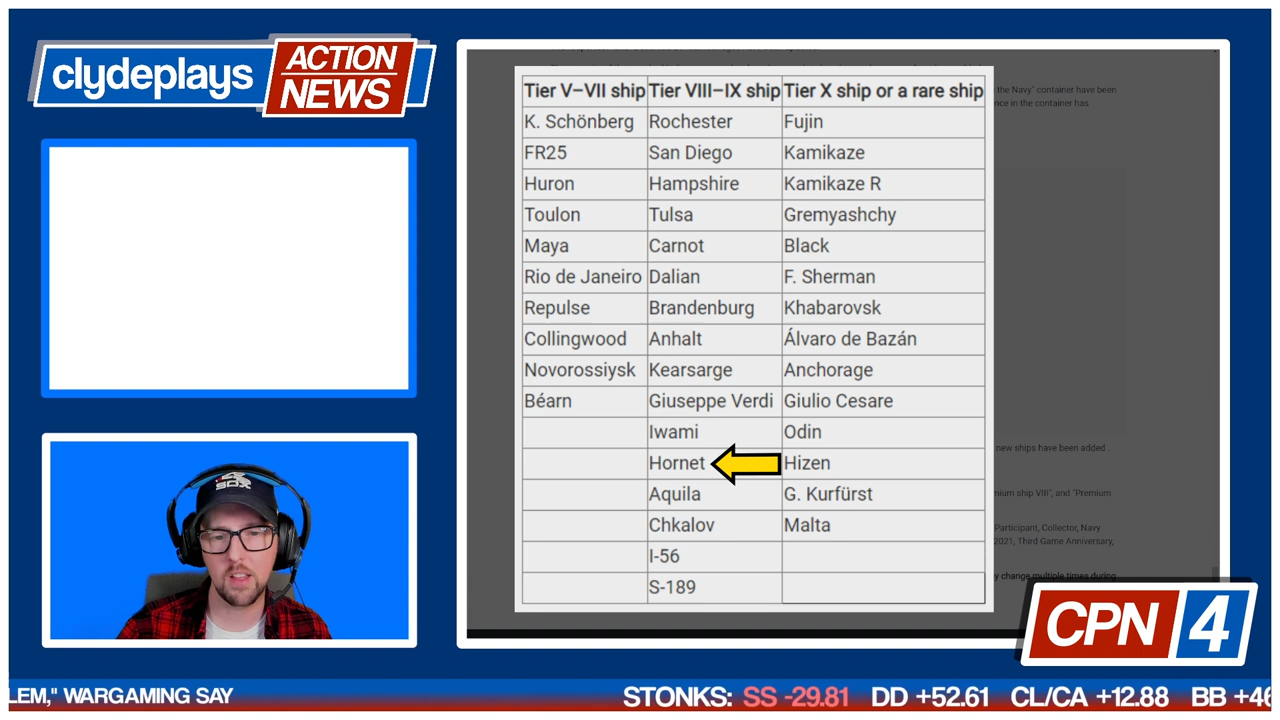 clydeplays ACTION NEWS
Tier V–VII ship Tier VIII–IX ship Tier X ship or a rare ship
K. Schönberg Rochester Fujin
FR25 San Diego Kamikaze
Huron Hampshire Kamikaze R
Toulon Tulsa Gremyashchy
Maya Carnot Black
Rio de Janeiro Dalian F. Sherman
Repulse Brandenburg Khabarovsk
Collingwood Anhalt Álvaro de Bazán
Novorossiysk Kearsarge Anchorage
Béarn Giuseppe Verdi Giulio Cesare
Iwami Odin
Hornet Hizen
Aquila G. Kurfürst
Chkalov Malta
I-56
S-189
the Navy" container have been
nce in the container has
new ships have been added .
mium ship VIII", and "Premium
Participant, Collector, Navy
2021, Third Game Anniversary,
y change multiple times during
SOX
CPN 4
LEM," WARGAMING SAY
STONKS: SS -29.81 DD +52.61 CL/CA +12.88 BB +46